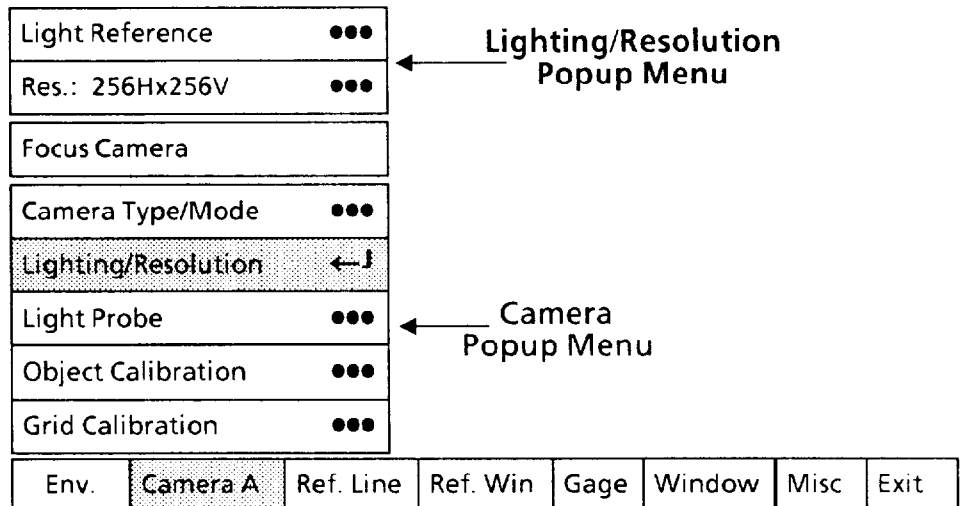 Light Reference •••
Res.: 256Hx256V •••
Lighting/Resolution
Popup Menu
Focus Camera
Camera Type/Mode •••
Lighting/Resolution ←┘
Light Probe •••
Camera
Popup Menu
Object Calibration •••
Grid Calibration •••
Env. Camera A Ref. Line Ref. Win Gage Window Misc Exit